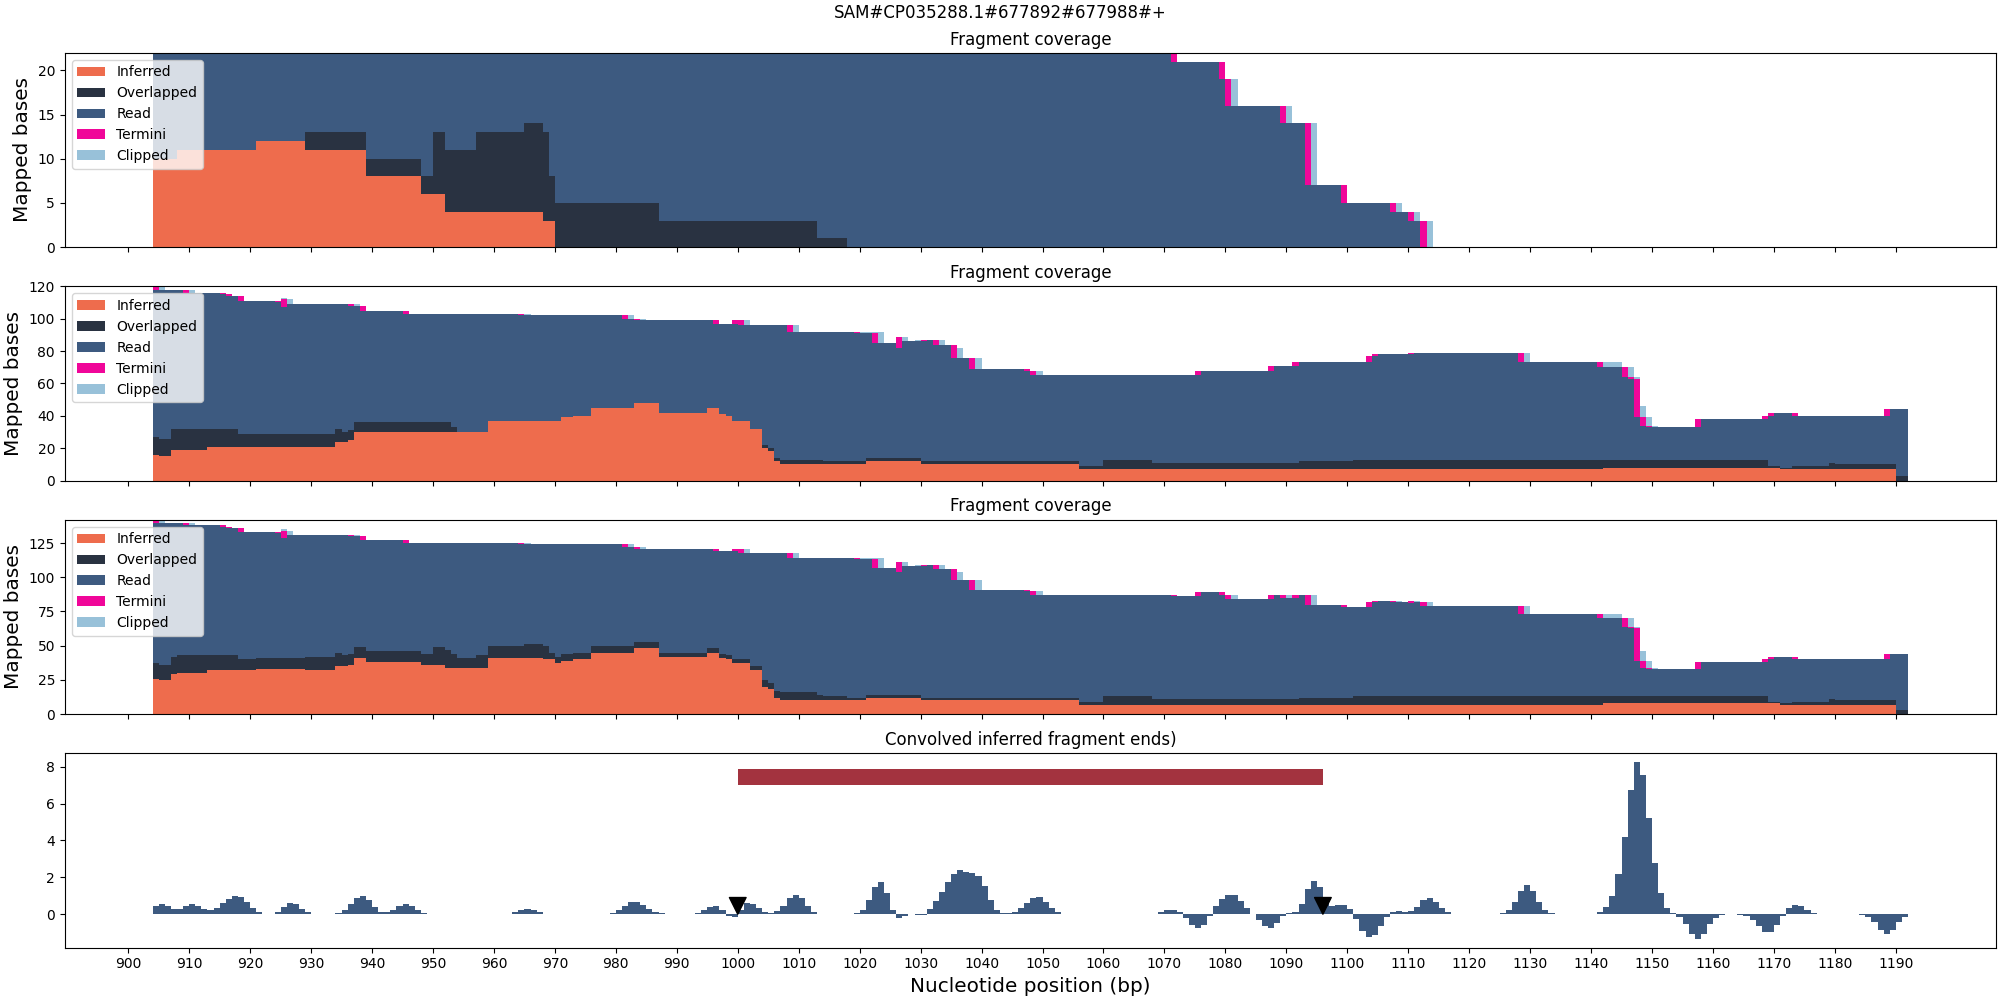 SAM#CP035288.1#677892#677988#+
Fragment coverage
Mapped bases
20
15
10
5
0
Inferred
Overlapped
Read
Termini
Clipped
Fragment coverage
Mapped bases
120
100
80
60
40
20
0
Inferred
Overlapped
Read
Termini
Clipped
Fragment coverage
Mapped bases
125
100
75
50
25
0
Inferred
Overlapped
Read
Termini
Clipped
Convolved inferred fragment ends)
8
6
4
2
0
900 910 920 930 940 950 960 970 980 990 1000 1010 1020 1030 1040 1050 1060 1070 1080 1090 1100 1110 1120 1130 1140 1150 1160 1170 1180 1190
Nucleotide position (bp)